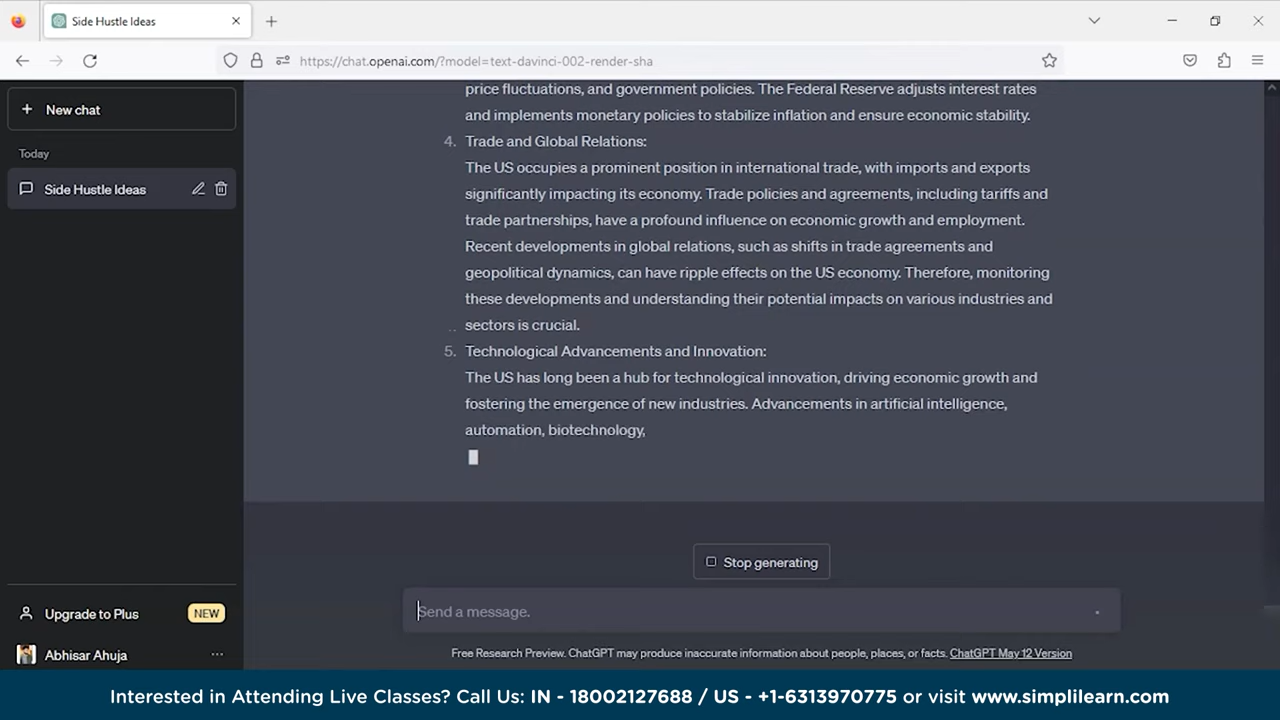 Side Hustle Ideas
https://chat.openai.com/?model=text-davinci-002-render-sha
New chat
Today
Side Hustle Ideas
price fluctuations, and government policies. The Federal Reserve adjusts interest rates
and implements monetary policies to stabilize inflation and ensure economic stability.
4. Trade and Global Relations:
The US occupies a prominent position in international trade, with imports and exports
significantly impacting its economy. Trade policies and agreements, including tariffs and
trade partnerships, have a profound influence on economic growth and employment.
Recent developments in global relations, such as shifts in trade agreements and
geopolitical dynamics, can have ripple effects on the US economy. Therefore, monitoring
these developments and understanding their potential impacts on various industries and
sectors is crucial.
5. Technological Advancements and Innovation:
The US has long been a hub for technological innovation, driving economic growth and
fostering the emergence of new industries. Advancements in artificial intelligence,
automation, biotechnology,
Stop generating
Send a message.
Upgrade to Plus NEW
Abhisar Ahuja
Free Research Preview. ChatGPT may produce inaccurate information about people, places, or facts. ChatGPT May 12 Version
Interested in Attending Live Classes? Call Us: IN - 18002127688 / US - +1-6313970775 or visit www.simplilearn.com